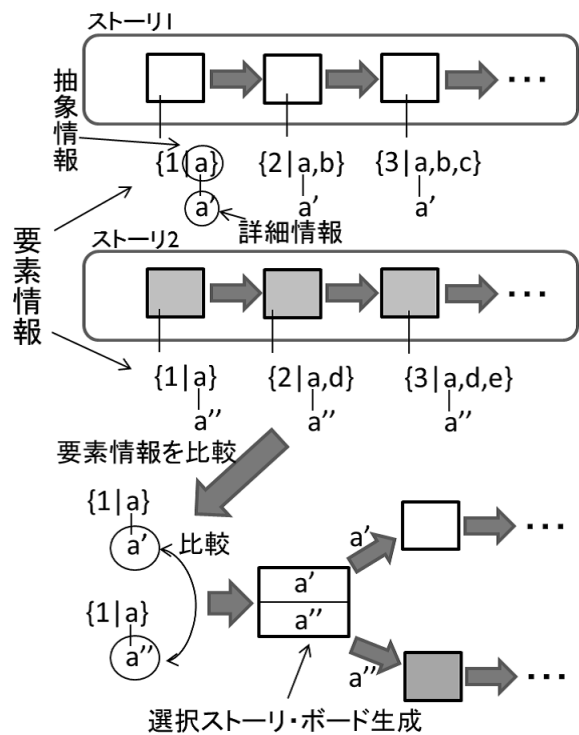 ストーリ1
・・・
抽象情報
{1|a}
{2|a,b}
{3|a,b,c}
a'
a'
a'
詳細情報
要素情報
ストーリ2
・・・
{1|a}
{2|a,d}
{3|a,d,e}
a''
a''
a''
要素情報を比較
{1|a}
a'
比較
{1|a}
a''
a'
a''
a'
・・・
a''
・・・
選択ストーリ・ボード生成